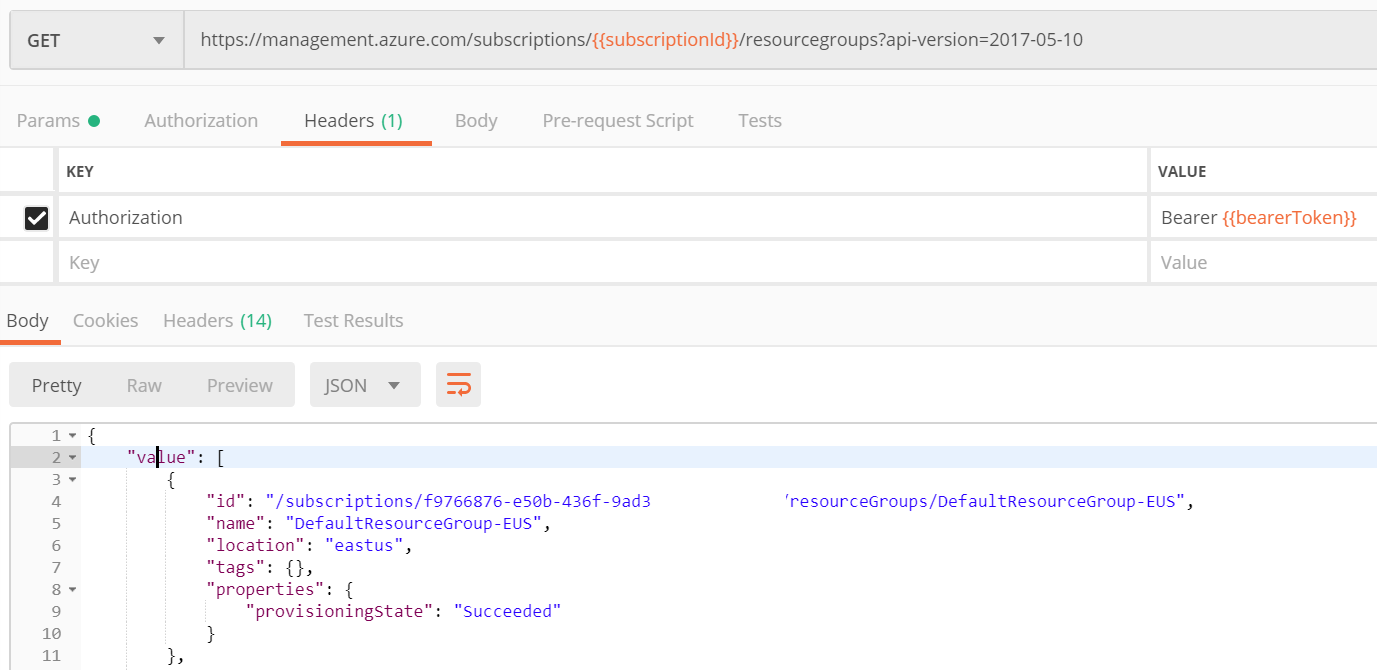 GET https://management.azure.com/subscriptions/{{subscriptionId}}/resourcegroups?api-version=2017-05-10
Params Authorization Headers (1) Body Pre-request Script Tests
KEY VALUE
Authorization Bearer {{bearerToken}}
Key Value
Body Cookies Headers (14) Test Results
Pretty Raw Preview JSON
1 {
2 "value": [
3 {
4 "id": "/subscriptions/f9766876-e50b-436f-9ad3 /resourceGroups/DefaultResourceGroup-EUS",
5 "name": "DefaultResourceGroup-EUS",
6 "location": "eastus",
7 "tags": {},
8 "properties": {
9 "provisioningState": "Succeeded"
10 }
11 },